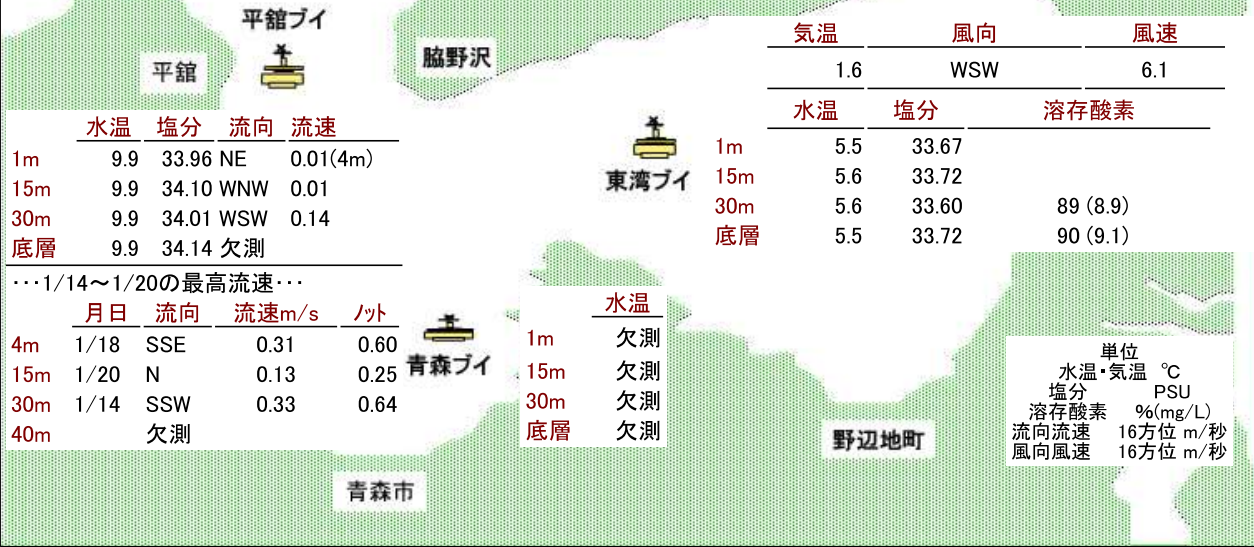 平舘ブイ
平舘
脇野沢
気温 風向 風速
1.6 WSW 6.1
水温 塩分 溶存酸素
1m 5.5 33.67
15m 5.6 33.72
30m 5.6 33.60 89 (8.9)
底層 5.5 33.72 90 (9.1)
東湾ブイ
水温 塩分 流向 流速
1m 9.9 33.96 NE 0.01(4m)
15m 9.9 34.10 WNW 0.01
30m 9.9 34.01 WSW 0.14
底層 9.9 34.14 欠測
･･･1/14～1/20の最高流速･･･
月日 流向 流速m/s ﾉｯﾄ
4m 1/18 SSE 0.31 0.60
15m 1/20 N 0.13 0.25
30m 1/14 SSW 0.33 0.64
40m 欠測
青森ブイ
水温
1m 欠測
15m 欠測
30m 欠測
底層 欠測
青森市
野辺地町
単位
水温・気温 ℃
塩分 PSU
溶存酸素 %(mg/L)
流向流速 16方位 m/秒
風向風速 16方位 m/秒